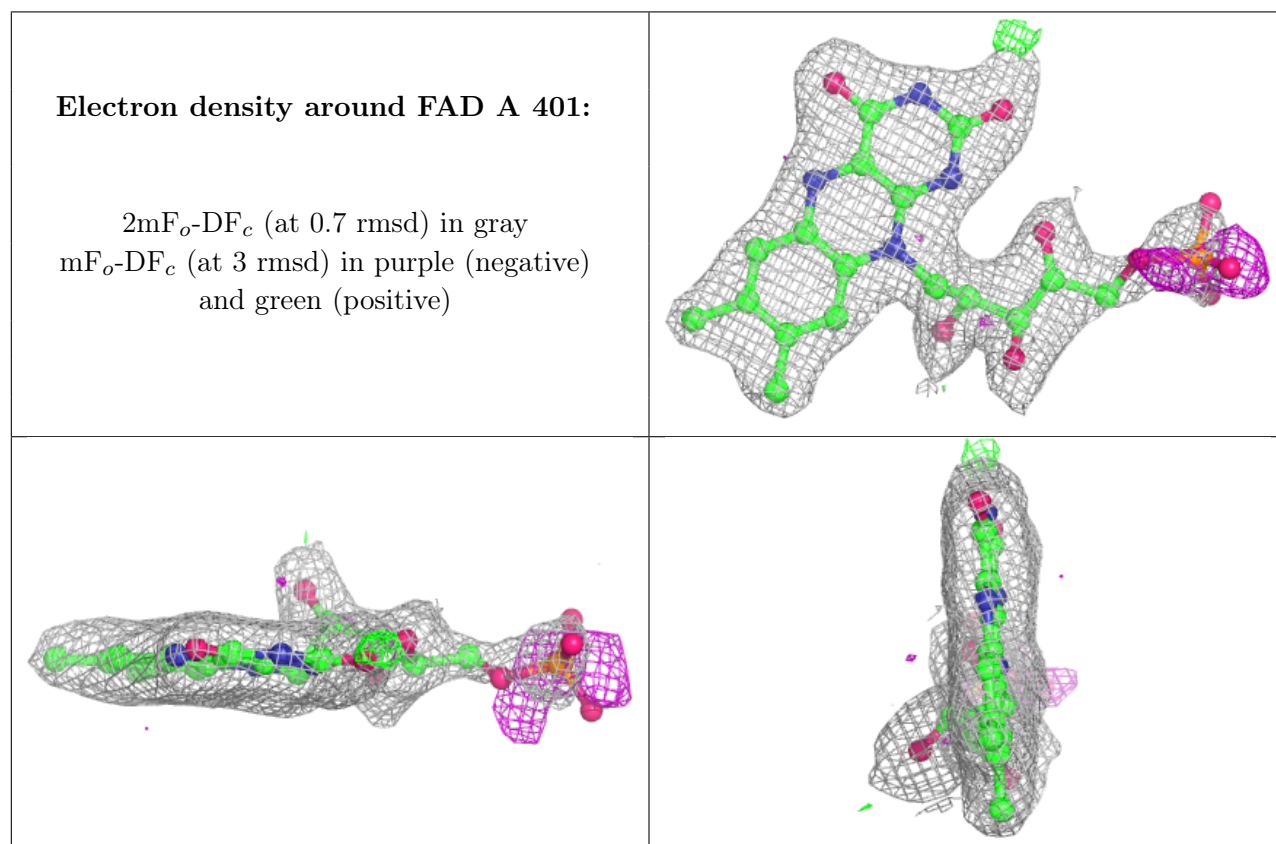 Electron density around FAD A 401:
2mFo-DFc (at 0.7 rmsd) in gray
mFo-DFc (at 3 rmsd) in purple (negative)
and green (positive)